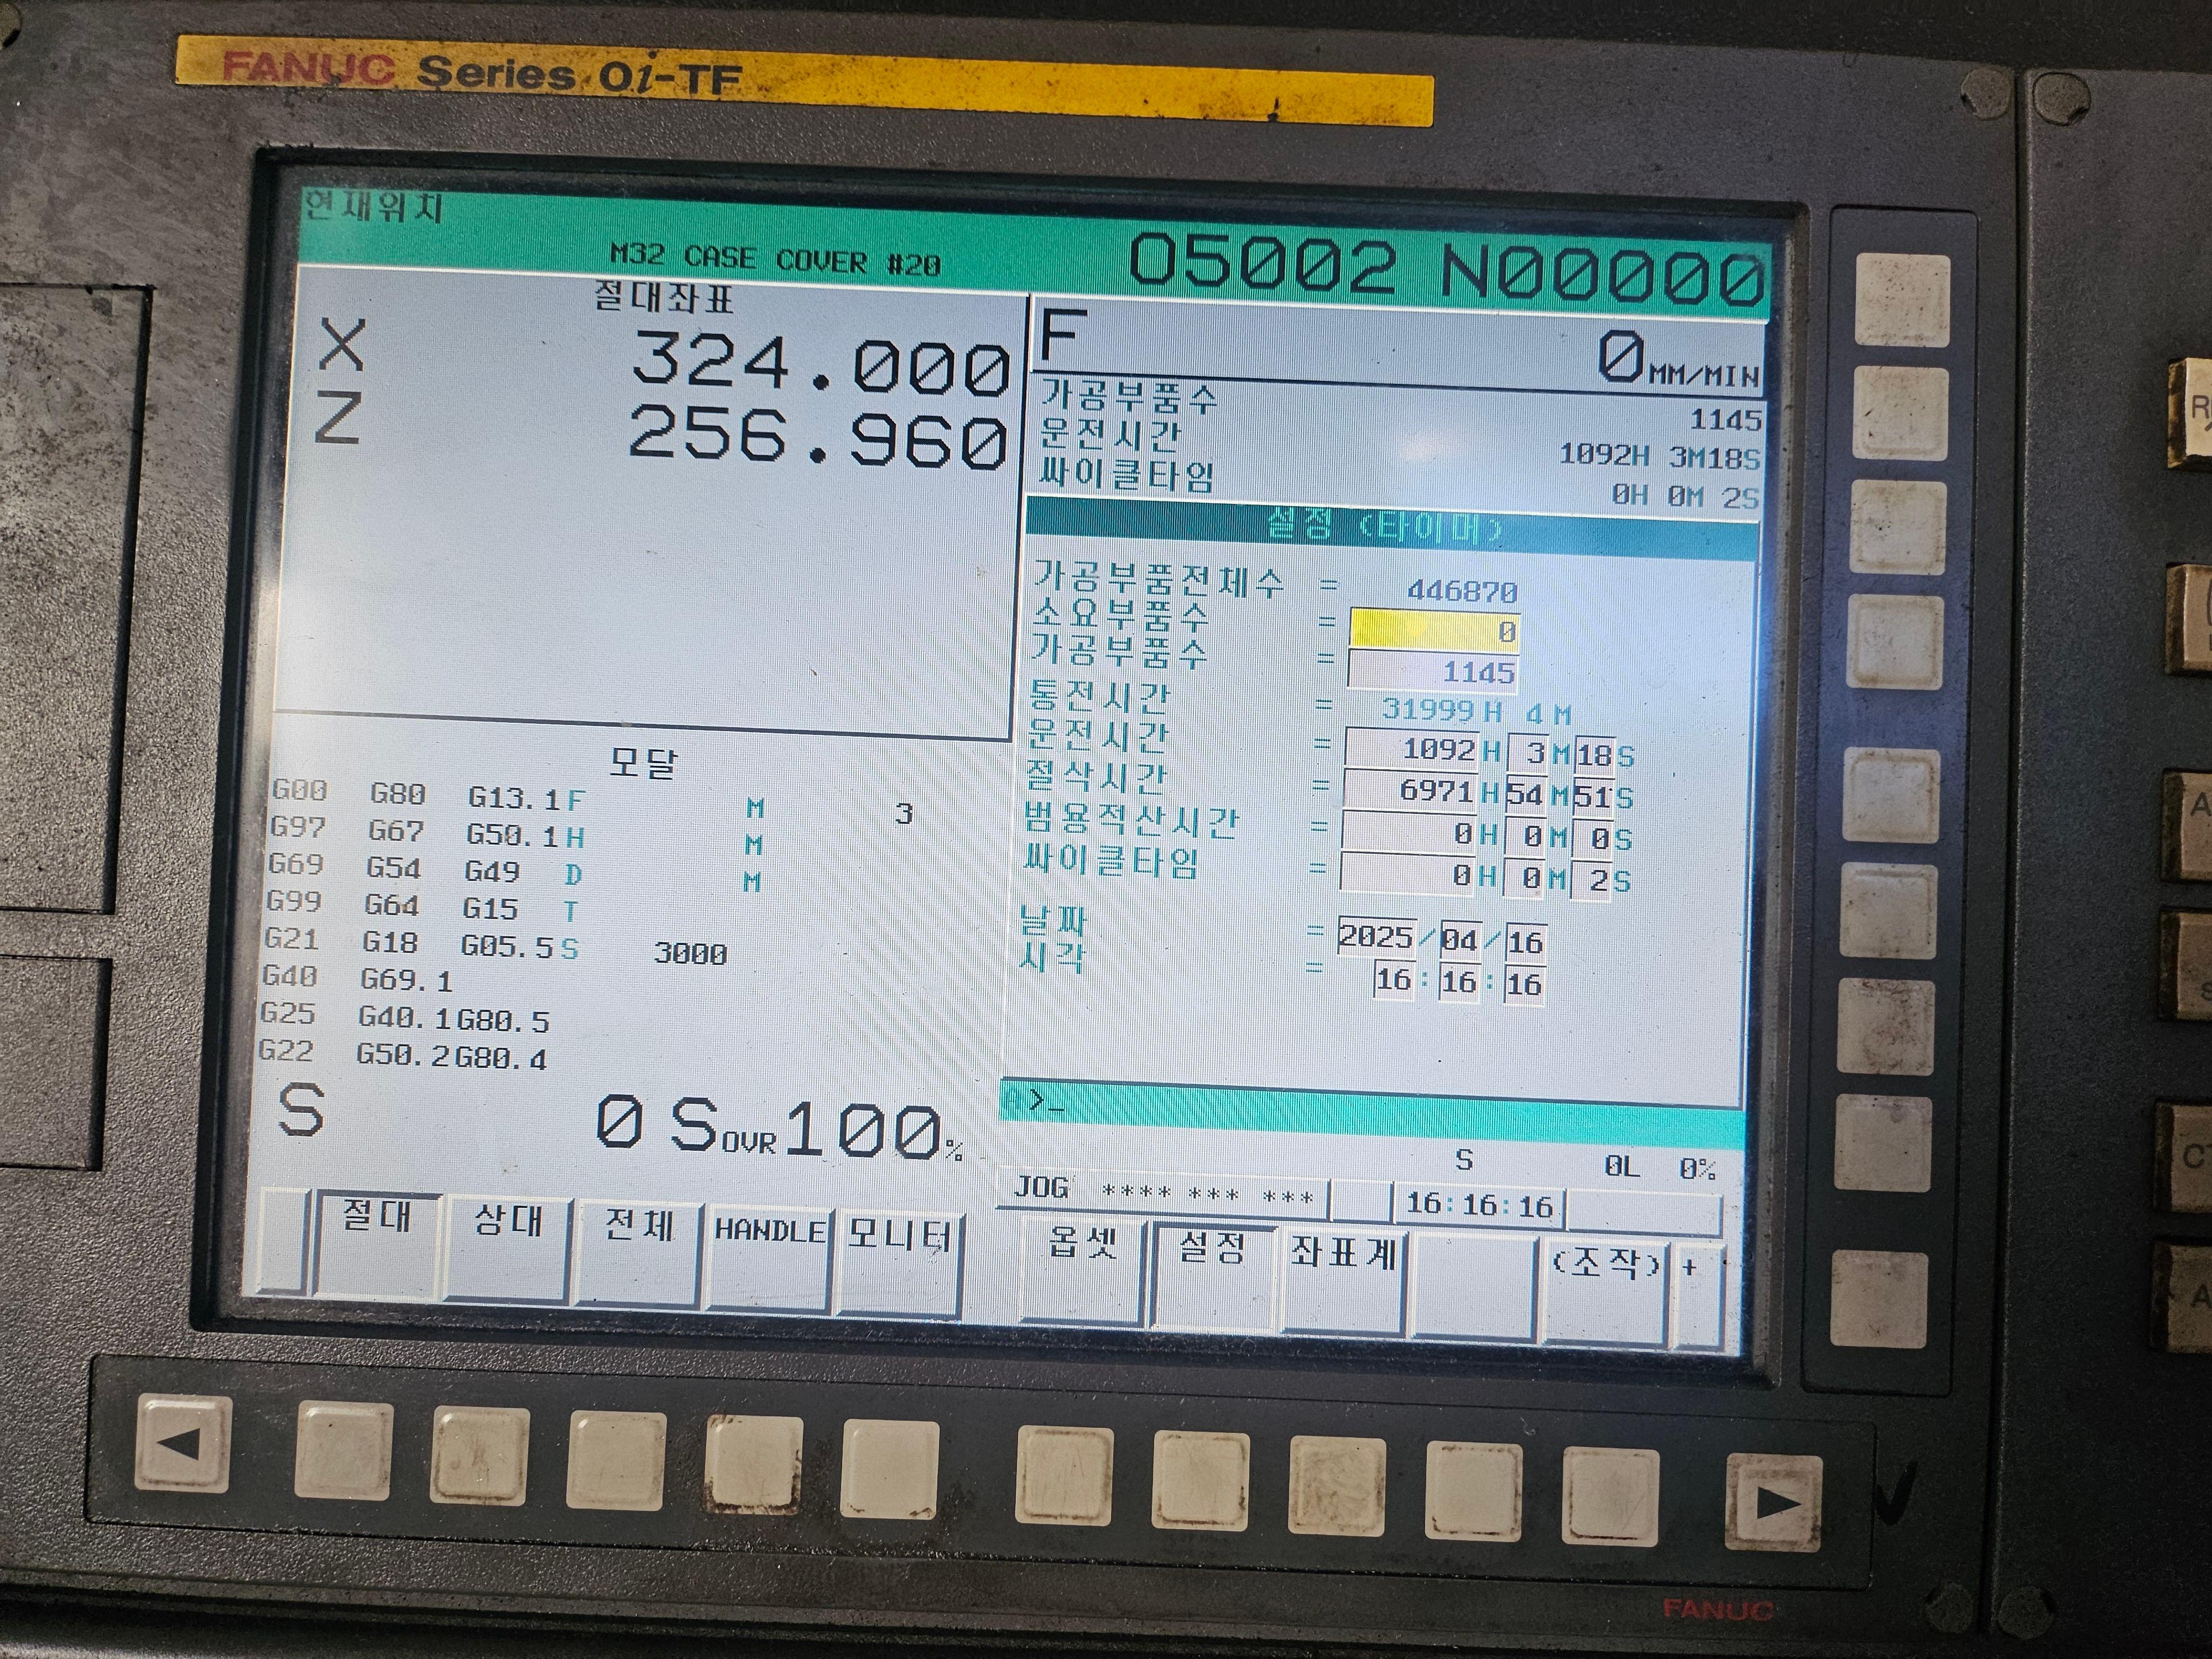 FANUC Series 0i-TF
현재위치
M32 CASE COVER #20
O5002 N00000
절대좌표
X 324.000
Z 256.960
F 0 MM/MIN
가공부품수 1145
운전시간 1092H 3M18S
싸이클타임 0H 0M 2S
설정 (타이머)
가공부품전체수 = 446870
소요부품수 = 0
가공부품수 = 1145
통전시간 = 31999 H 4 M
운전시간 = 1092 H 3 M 18 S
절삭시간 = 6971 H 54 M 51 S
범용적산시간 = 0 H 0 M 0 S
싸이클타임 = 0 H 0 M 2 S
날짜 = 2025/04/16
시각 = 16:16:16
모달
G00 G80 G13.1 F M 3
G97 G67 G50.1 H M
G69 G54 G49 D M
G99 G64 G15 T
G21 G18 G05.5 S 3000
G40 G69.1
G25 G40.1 G80.5
G22 G50.2 G80.4
S 0 S OVR 100%
>_
S 0L 0%
JOG **** *** *** 16:16:16
절대 상대 전체 HANDLE 모니터 옵셋 설정 좌표계 (조작) +
FANUC